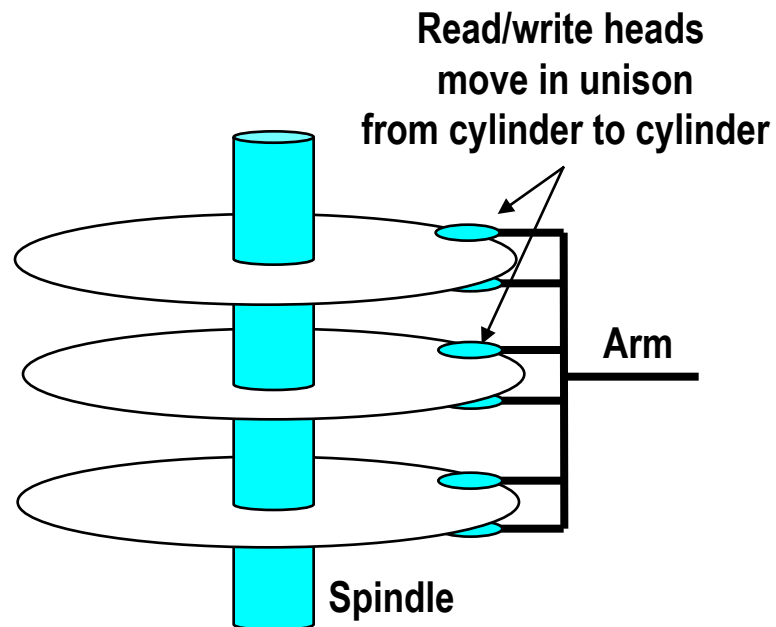 Read/write heads
move in unison
from cylinder to cylinder
Arm
Spindle